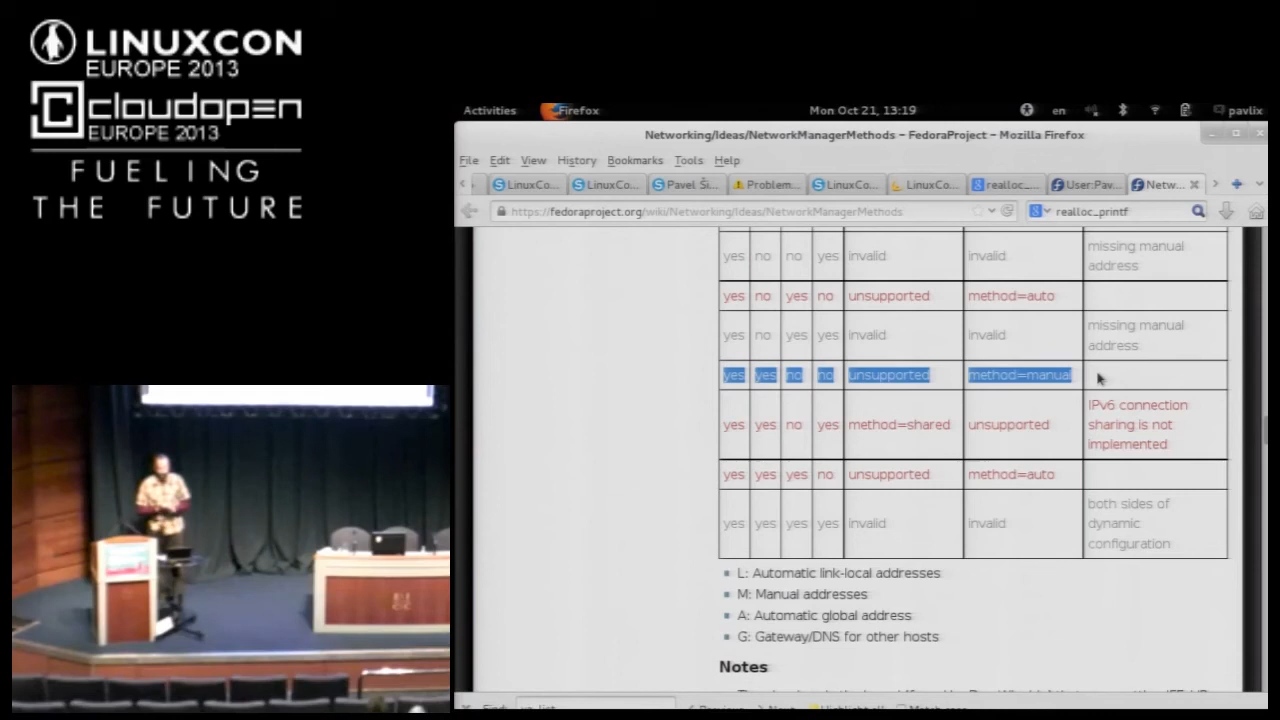 LINUXCON
EUROPE 2013
cloudopen
EUROPE 2013
FUELING
THE FUTURE
Activities Firefox Mon Oct 21, 13:19 en pavlix
Networking/Ideas/NetworkManagerMethods – FedoraProject – Mozilla Firefox
File Edit View History Bookmarks Tools Help
LinuxCo... LinuxCo... Pavel Ši... Problem... LinuxCo... LinuxCo... realloc_... User:Pav... Netw...
https://fedoraproject.org/wiki/Networking/Ideas/NetworkManagerMethods realloc_printf
yes no no yes invalid invalid missing manual address
yes no yes no unsupported method=auto
yes no yes yes invalid invalid missing manual address
yes yes no no unsupported method=manual
yes yes no yes method=shared unsupported IPv6 connection sharing is not implemented
yes yes yes no unsupported method=auto
yes yes yes yes invalid invalid both sides of dynamic configuration
L: Automatic link-local addresses
M: Manual addresses
A: Automatic global address
G: Gateway/DNS for other hosts
Notes